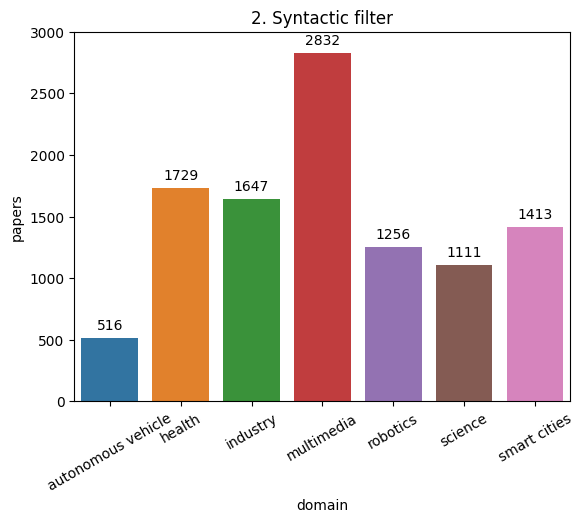 2. Syntactic filter
papers
3000
2500
2000
1500
1000
500
0
516
1729
1647
2832
1256
1111
1413
autonomous vehicle
health
industry
multimedia
robotics
science
smart cities
domain